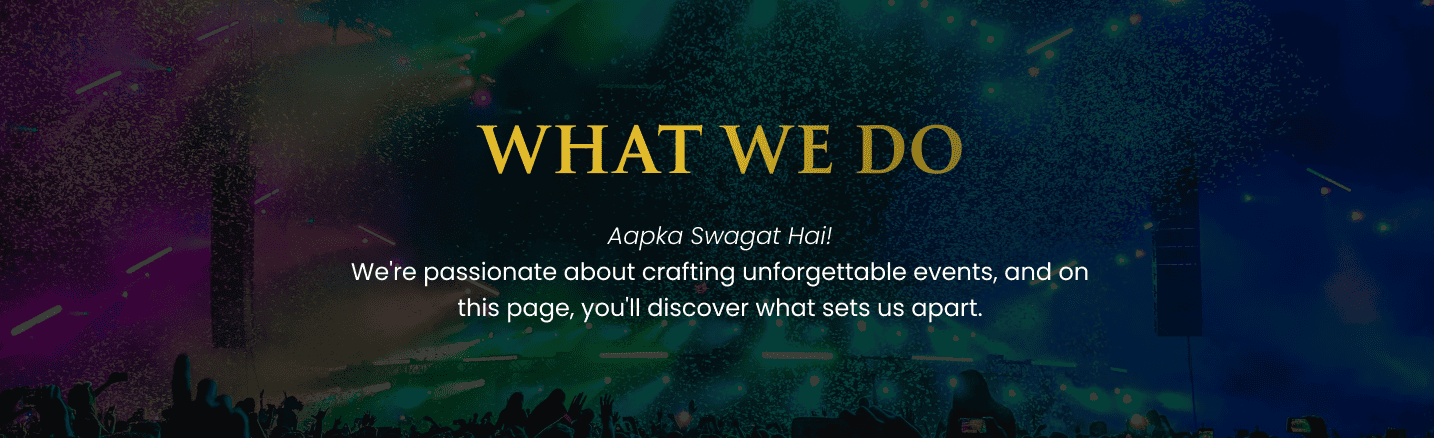 WHAT WE DO
Aapka Swagat Hai!
We're passionate about crafting unforgettable events, and on
this page, you'll discover what sets us apart.